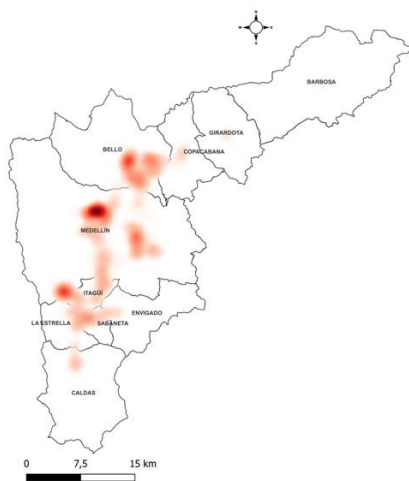 BARBOSA
GIRARDOTA
BELLO
COPACABANA
MEDELLÍN
ITAGÜÍ
ENVIGADO
LA ESTRELLA
SABANETA
CALDAS
0 7,5 15 km